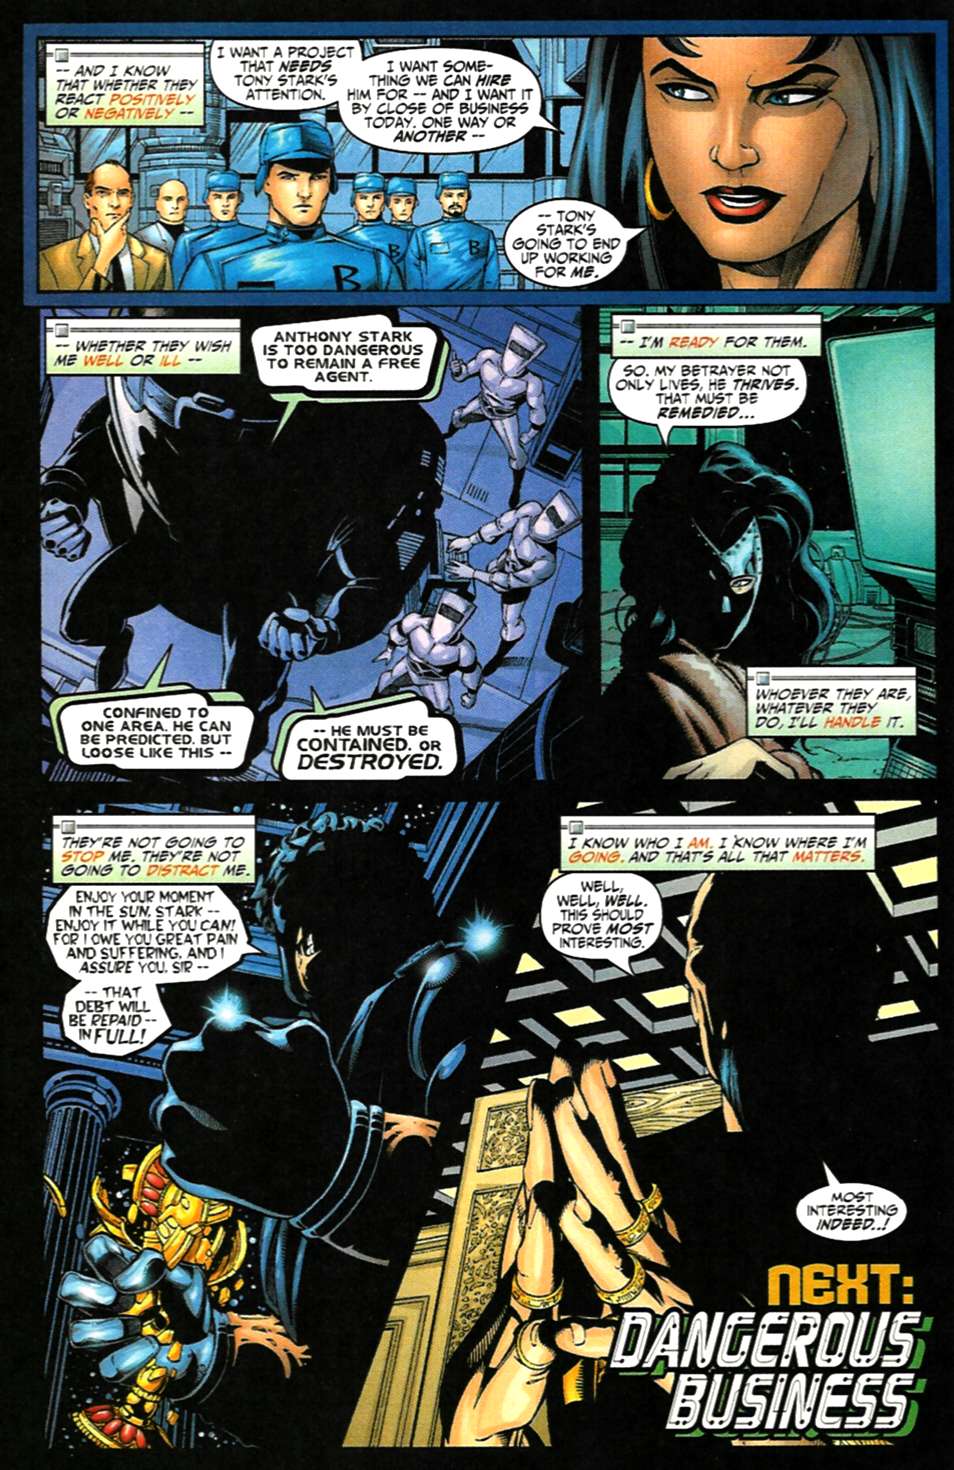 -- AND I KNOW
THAT WHETHER THEY
REACT POSITIVELY
OR NEGATIVELY --
I WANT A PROJECT
THAT NEEDS
TONY STARK'S
ATTENTION.
I WANT SOME-
THING WE CAN HIRE
HIM FOR -- AND I WANT IT
BY CLOSE OF BUSINESS
TODAY. ONE WAY OR
ANOTHER --
-- TONY
STARK'S
GOING TO END
UP WORKING
FOR ME.
B
B
-- WHETHER THEY WISH
ME WELL OR ILL --
ANTHONY STARK
IS TOO DANGEROUS
TO REMAIN A FREE
AGENT.
CONFINED TO
ONE AREA. HE CAN
BE PREDICTED. BUT
LOOSE LIKE THIS --
-- HE MUST BE
CONTAINED. OR
DESTROYED.
-- I'M READY FOR THEM.
SO. MY BETRAYER NOT
ONLY LIVES, HE THRIVES.
THAT MUST BE
REMEDIED...
WHOEVER THEY ARE,
WHATEVER THEY
DO, I'LL HANDLE IT.
THEY'RE NOT GOING TO
STOP ME. THEY'RE NOT
GOING TO DISTRACT ME.
ENJOY YOUR MOMENT
IN THE SUN, STARK --
ENJOY IT WHILE YOU CAN!
FOR I OWE YOU GREAT PAIN
AND SUFFERING. AND I
ASSURE YOU, SIR --
-- THAT
DEBT WILL
BE REPAID --
IN FULL!
I KNOW WHO I AM. I KNOW WHERE I'M
GOING. AND THAT'S ALL THAT MATTERS.
WELL,
WELL, WELL.
THIS SHOULD
PROVE MOST
INTERESTING.
MOST
INTERESTING
INDEED..!
NEXT:
DANGEROUS
BUSINESS